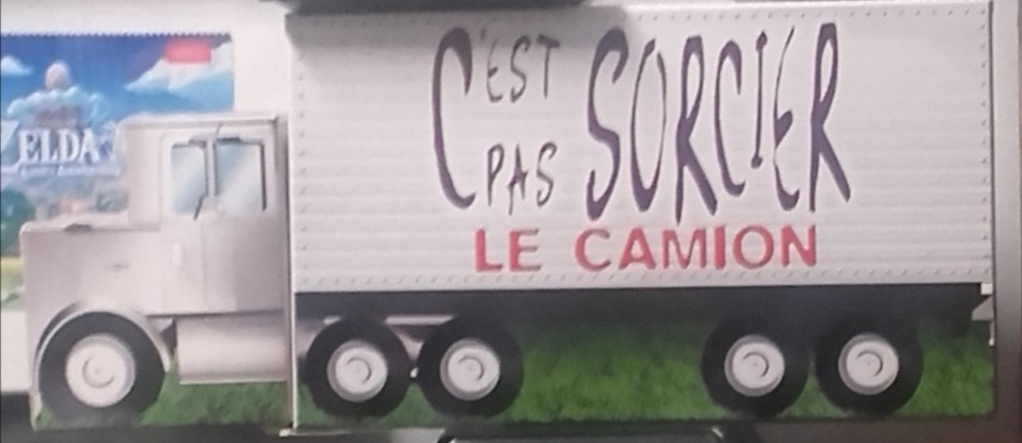 ZELDA
C'EST PAS SORCIER
LE CAMION